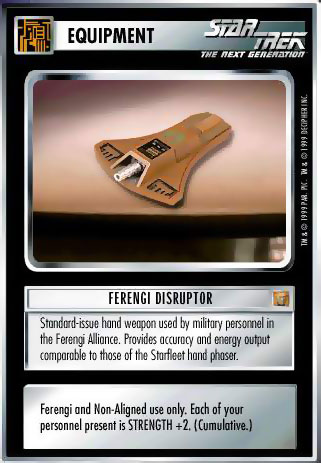 EQUIPMENT
STAR TREK
THE NEXT GENERATION
TM & © 1999 PAR. PIC. TM & © 1999 DECIPHER INC.
FERENGI DISRUPTOR
Standard-issue hand weapon used by military personnel in
the Ferengi Alliance. Provides accuracy and energy output
comparable to those of the Starfleet hand phaser.
Ferengi and Non-Aligned use only. Each of your
personnel present is STRENGTH +2. (Cumulative.)